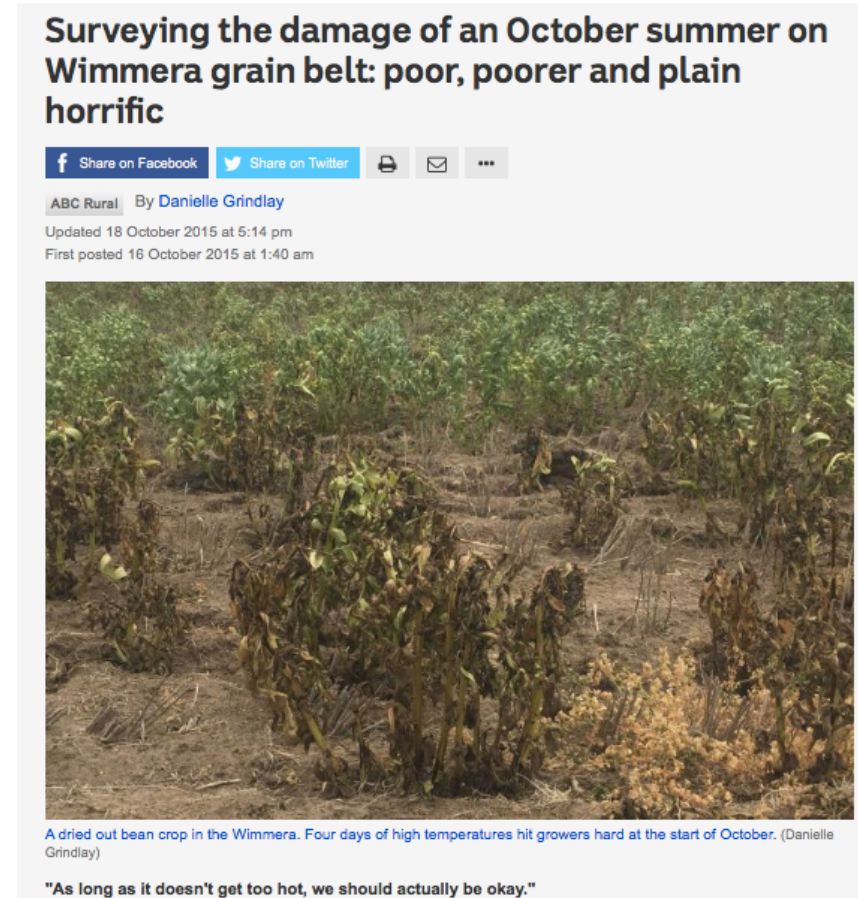 Surveying the damage of an October summer on
Wimmera grain belt: poor, poorer and plain
horrific
Share on Facebook Share on Twitter
ABC Rural By Danielle Grindlay
Updated 18 October 2015 at 5:14 pm
First posted 16 October 2015 at 1:40 am
A dried out bean crop in the Wimmera. Four days of high temperatures hit growers hard at the start of October. (Danielle
Grindlay)
"As long as it doesn't get too hot, we should actually be okay."